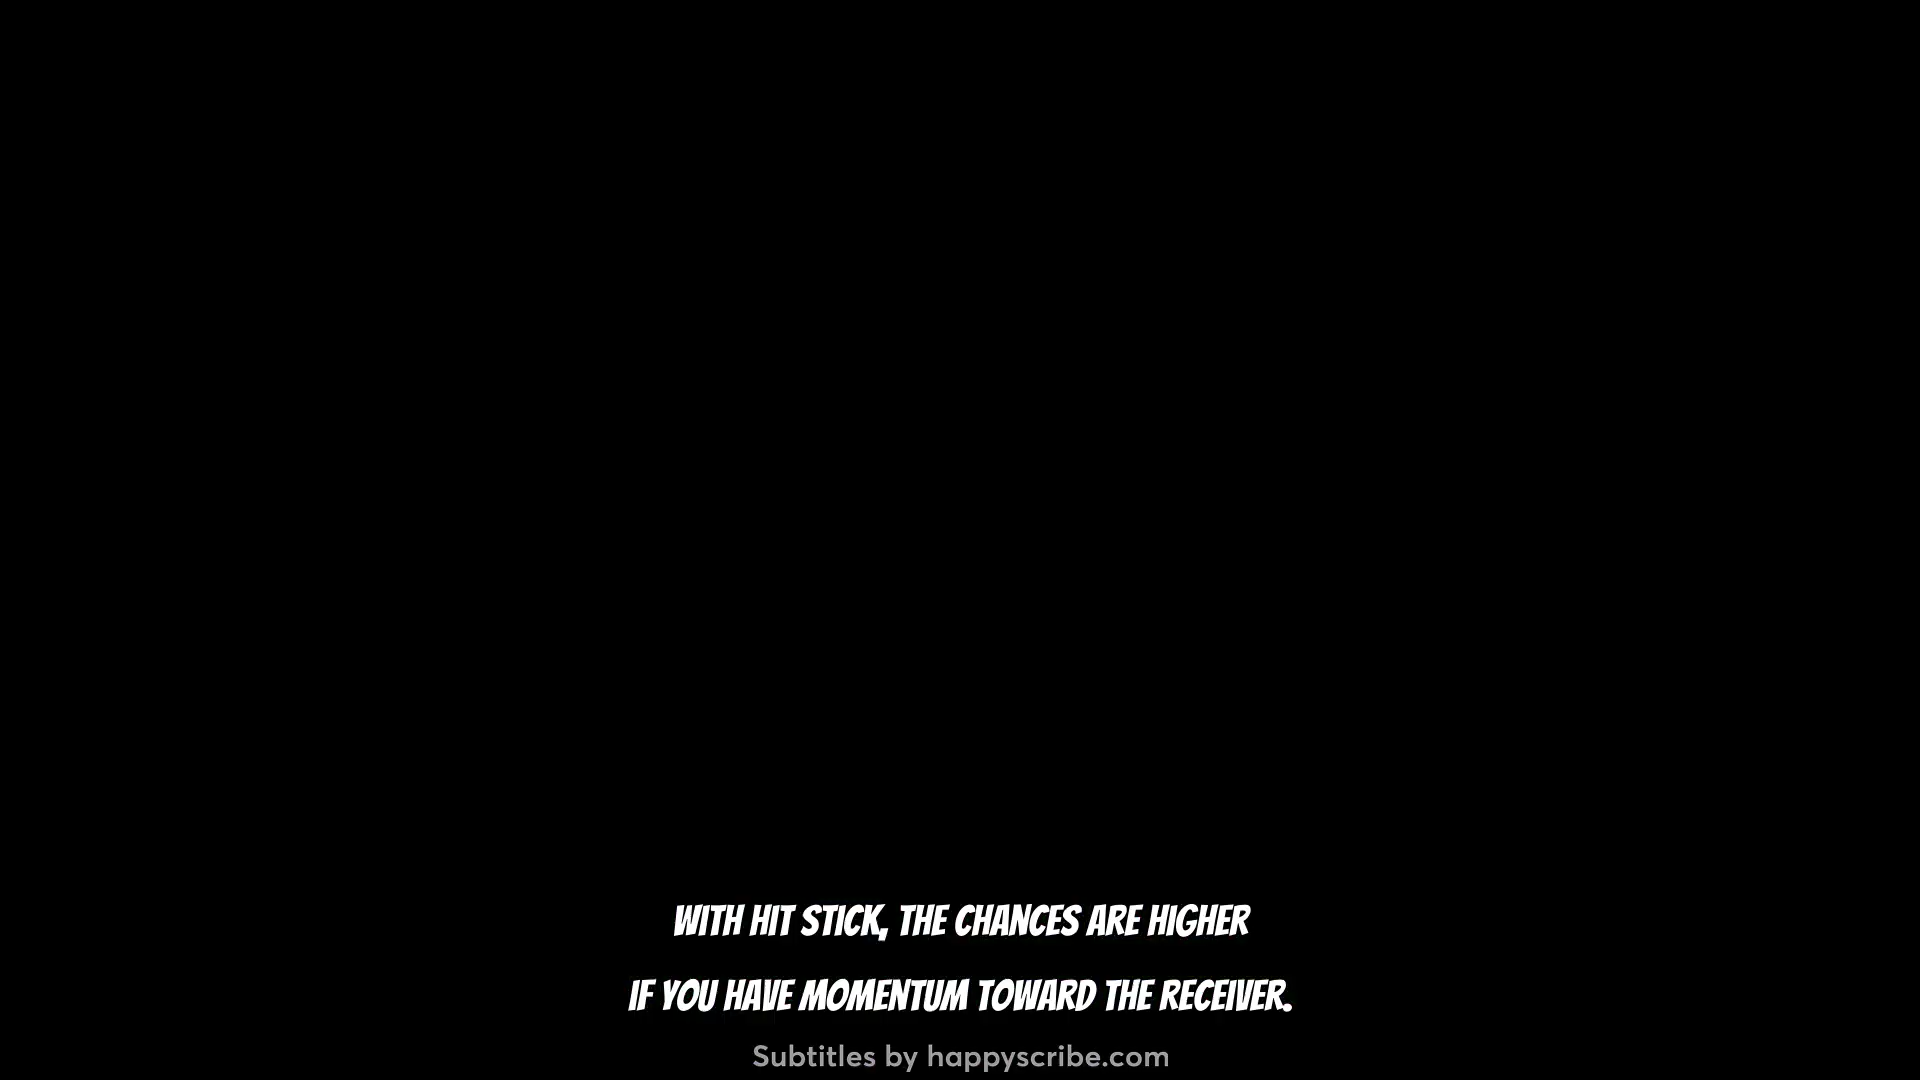 WITH HIT STICK, THE CHANCES ARE HIGHER
IF YOU HAVE MOMENTUM TOWARD THE RECEIVER.
Subtitles by happyscribe.com